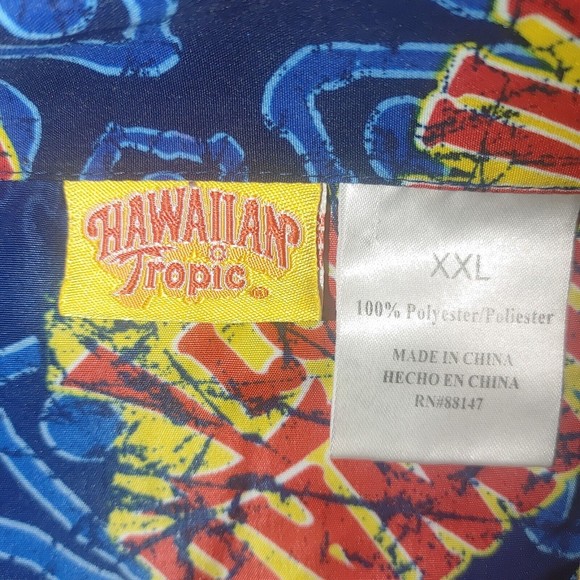 HAWAIIAN
Tropic
XXL
100% Polyester/Poliester
MADE IN CHINA
HECHO EN CHINA
RN#88147